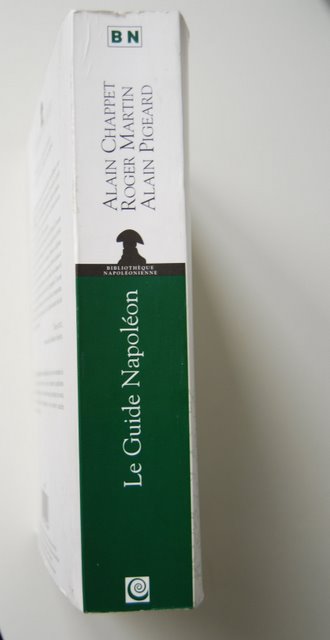 BN
ALAIN CHAPPET
ROGER MARTIN
ALAIN PIGEARD
BIBLIOTHÈQUE
NAPOLÉONIENNE
Le Guide Napoléon